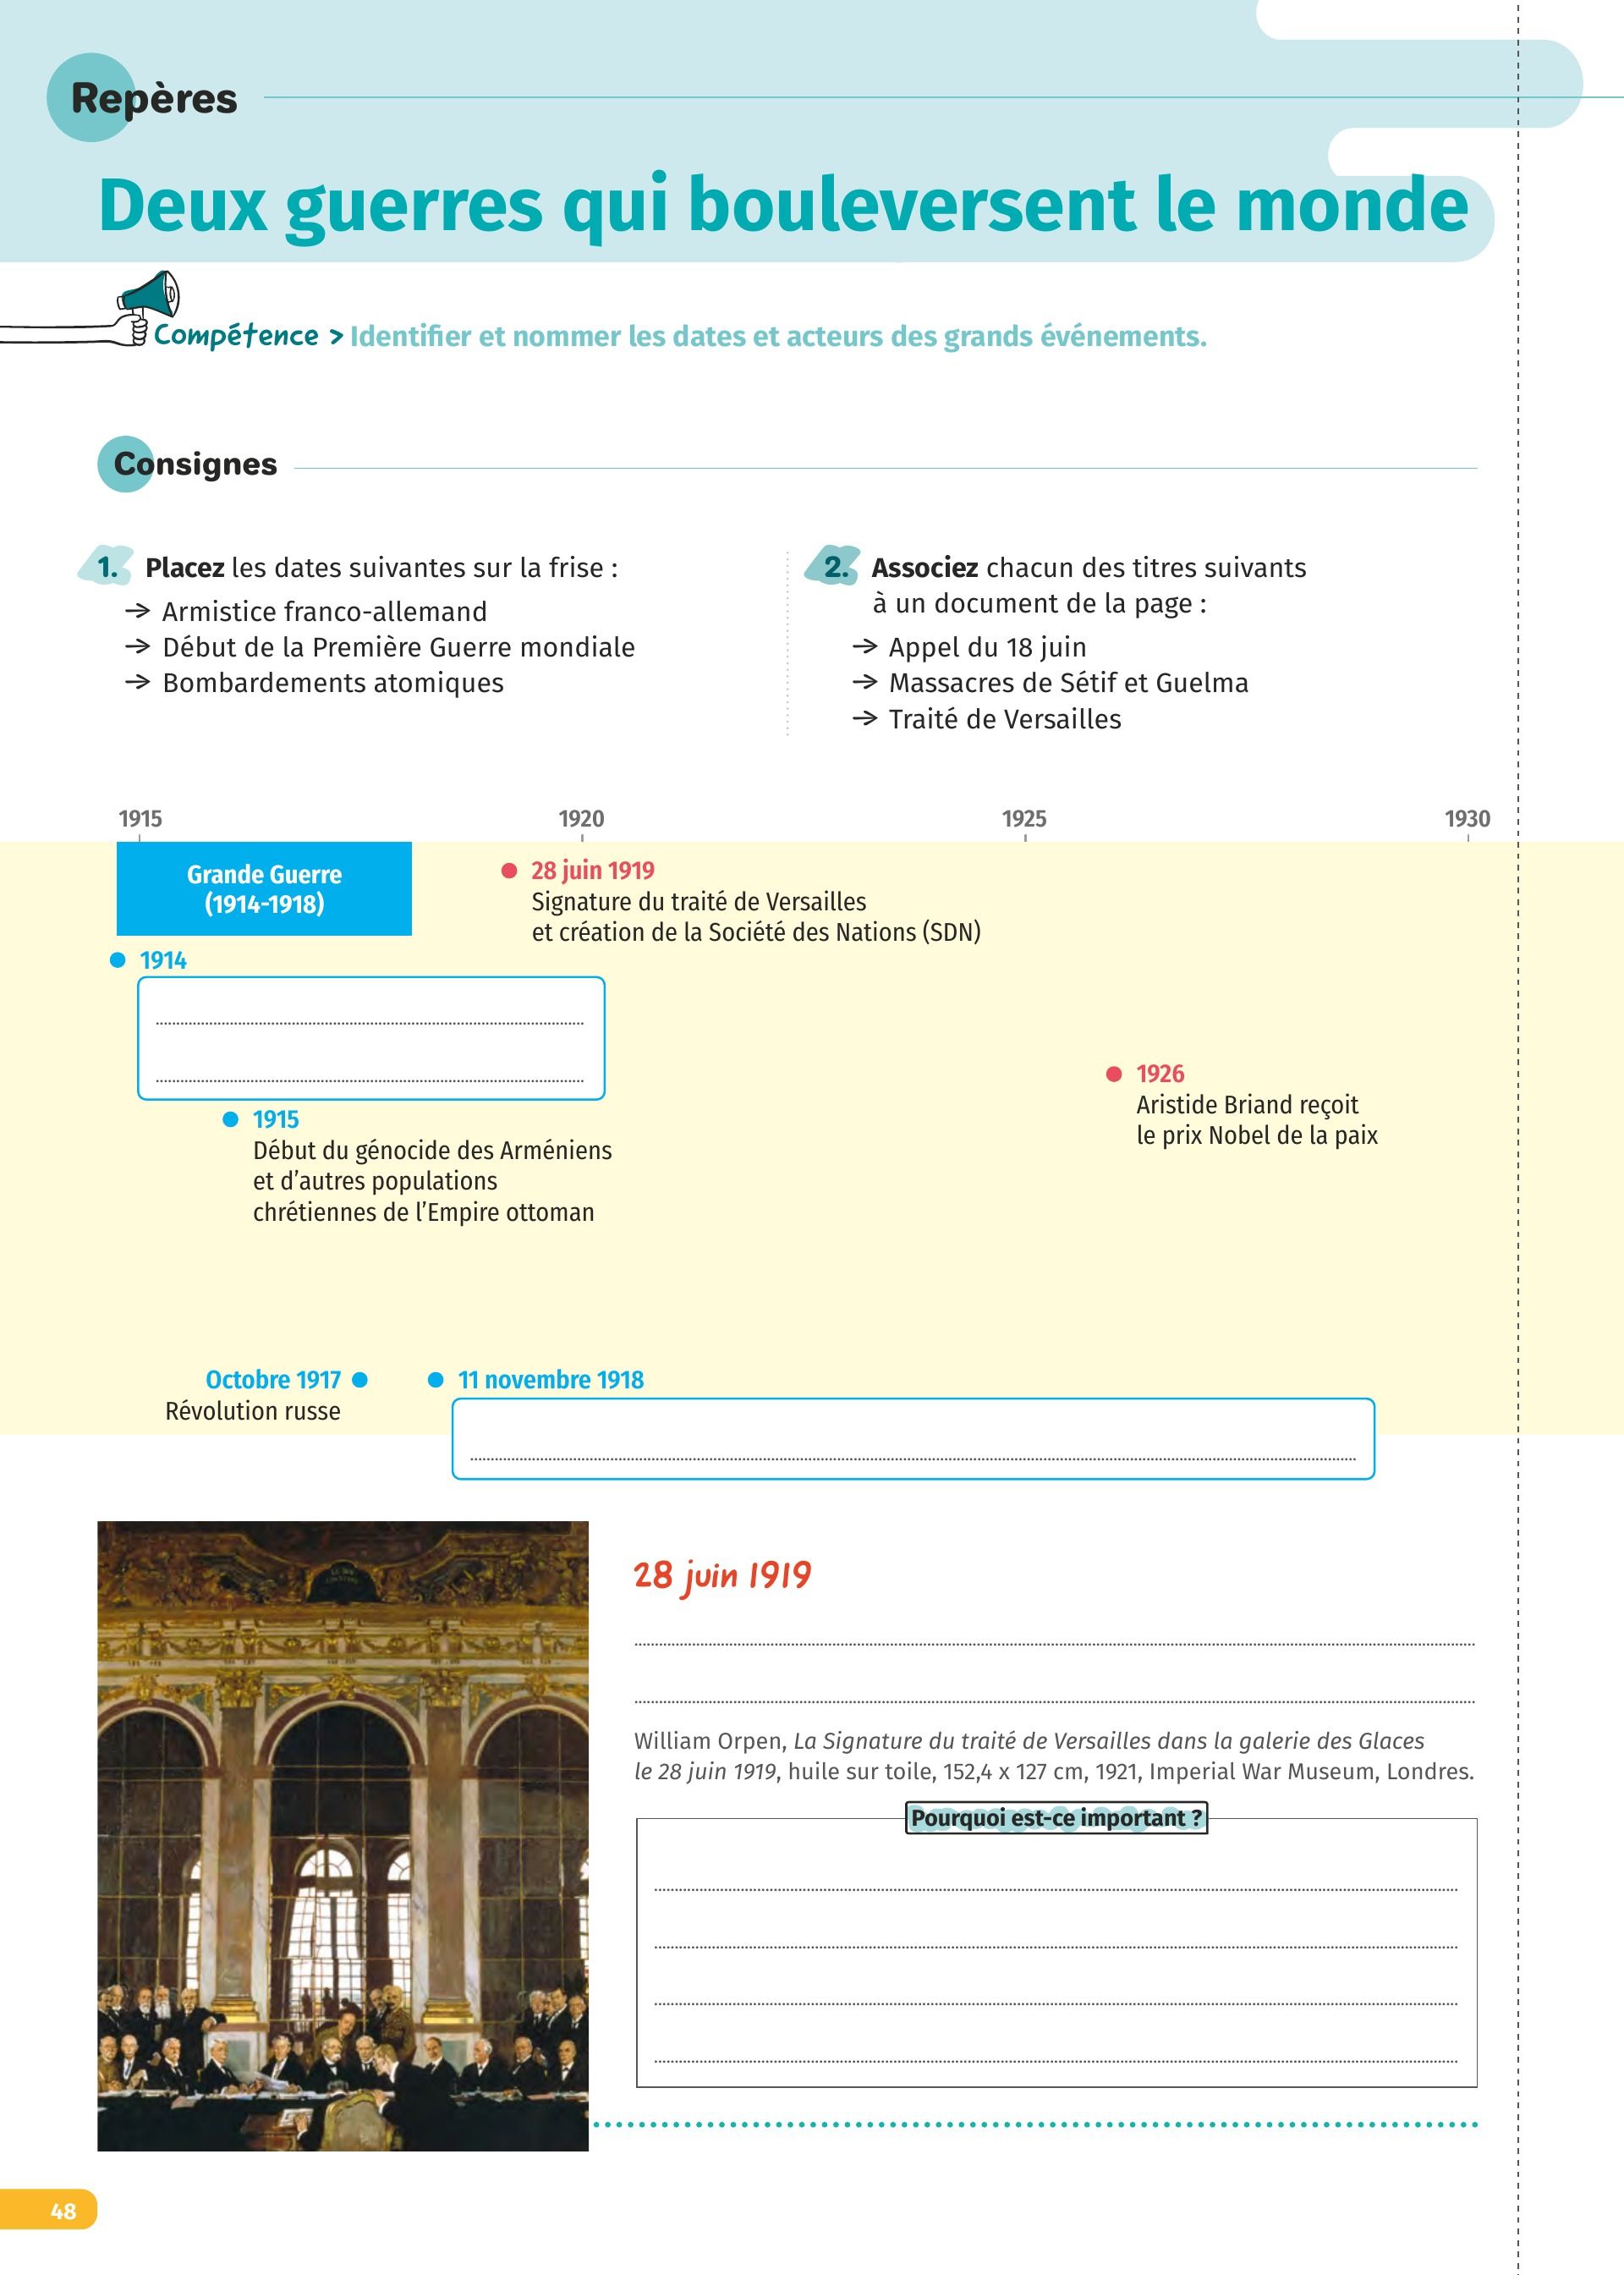 Repères
Deux guerres qui bouleversent le monde
Compétence > Identifier et nommer les dates et acteurs des grands événements.
Consignes
1. Placez les dates suivantes sur la frise :
→ Armistice franco-allemand
→ Début de la Première Guerre mondiale
→ Bombardements atomiques
2. Associez chacun des titres suivants
à un document de la page :
→ Appel du 18 juin
→ Massacres de Sétif et Guelma
→ Traité de Versailles
1915
1920
1925
1930
Grande Guerre
(1914-1918)
28 juin 1919
Signature du traité de Versailles
et création de la Société des Nations (SDN)
1914
1926
Aristide Briand reçoit
le prix Nobel de la paix
1915
Début du génocide des Arméniens
et d’autres populations
chrétiennes de l’Empire ottoman
Octobre 1917
Révolution russe
11 novembre 1918
28 juin 1919
William Orpen, La Signature du traité de Versailles dans la galerie des Glaces
le 28 juin 1919, huile sur toile, 152,4 x 127 cm, 1921, Imperial War Museum, Londres.
Pourquoi est-ce important ?
48